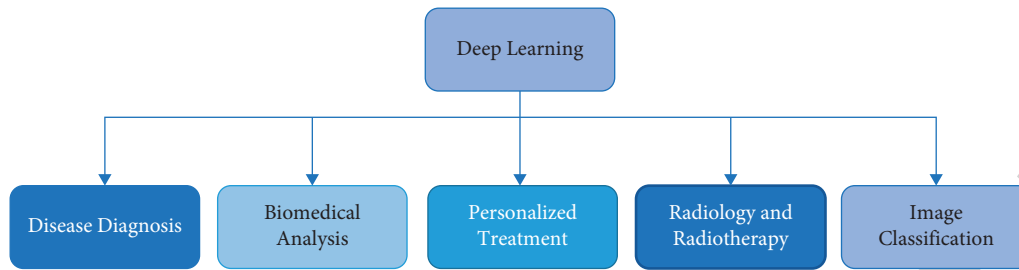 Deep Learning
Disease Diagnosis
Biomedical
Analysis
Personalized
Treatment
Radiology and
Radiotherapy
Image
Classification